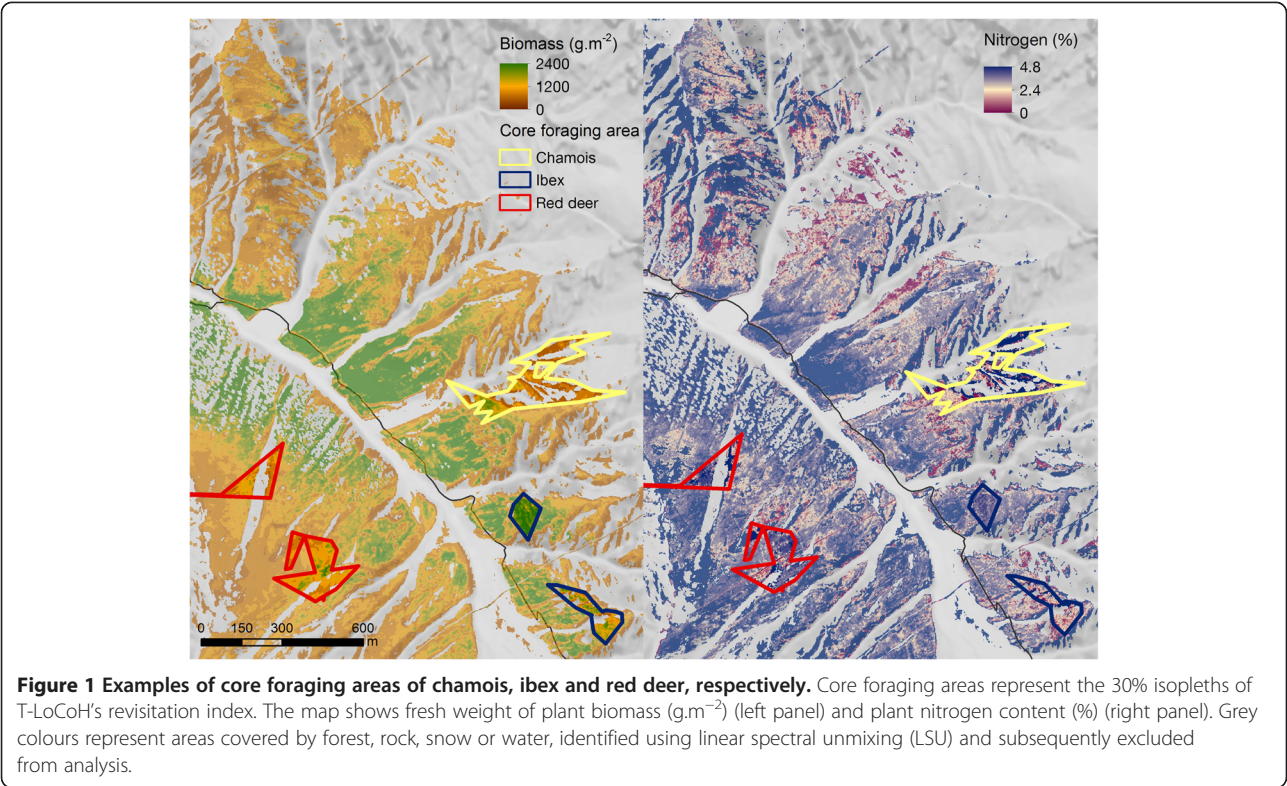 Biomass (g.m⁻²)
2400
1200
0
Core foraging area
Chamois
Ibex
Red deer
0 150 300 600
m
Nitrogen (%)
4.8
2.4
0
Figure 1 Examples of core foraging areas of chamois, ibex and red deer, respectively. Core foraging areas represent the 30% isopleths of
T-LoCoH's revisitation index. The map shows fresh weight of plant biomass (g.m⁻²) (left panel) and plant nitrogen content (%) (right panel). Grey
colours represent areas covered by forest, rock, snow or water, identified using linear spectral unmixing (LSU) and subsequently excluded
from analysis.